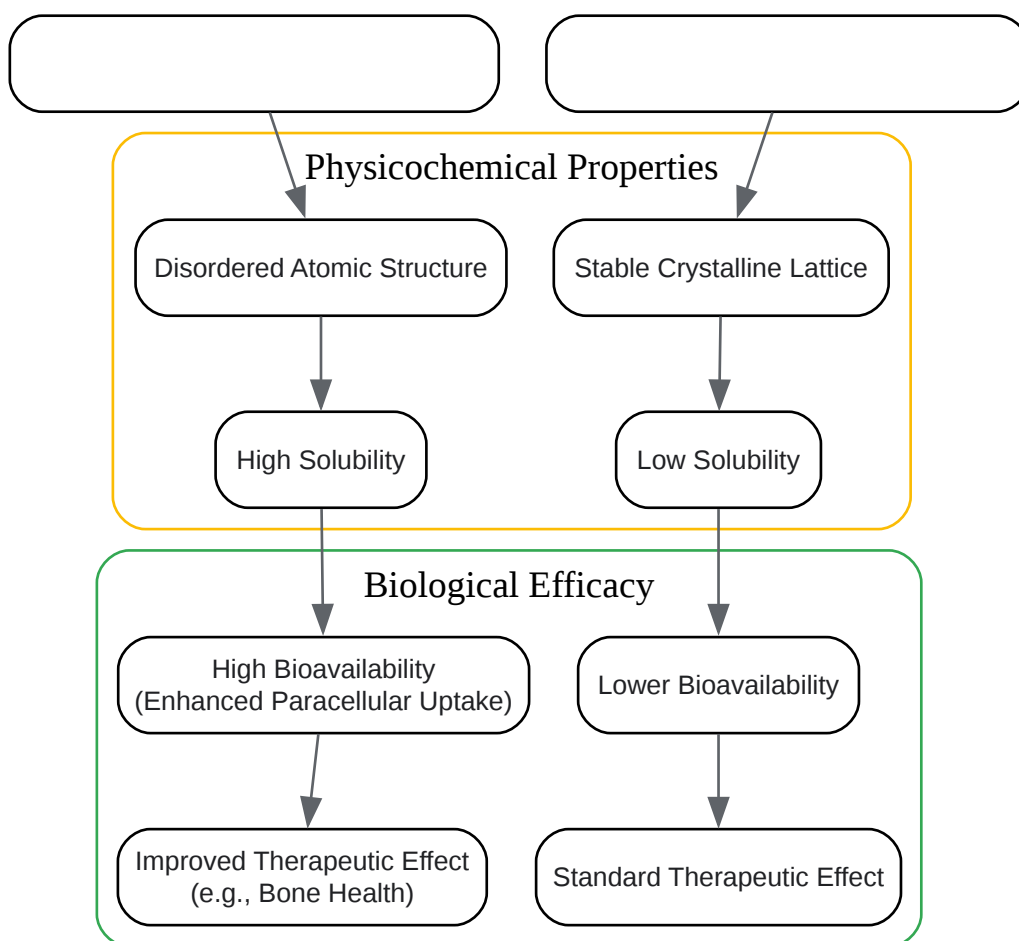 Physicochemical Properties
Disordered Atomic Structure
Stable Crystalline Lattice
High Solubility
Low Solubility
Biological Efficacy
High Bioavailability
(Enhanced Paracellular Uptake)
Lower Bioavailability
Improved Therapeutic Effect
(e.g., Bone Health)
Standard Therapeutic Effect